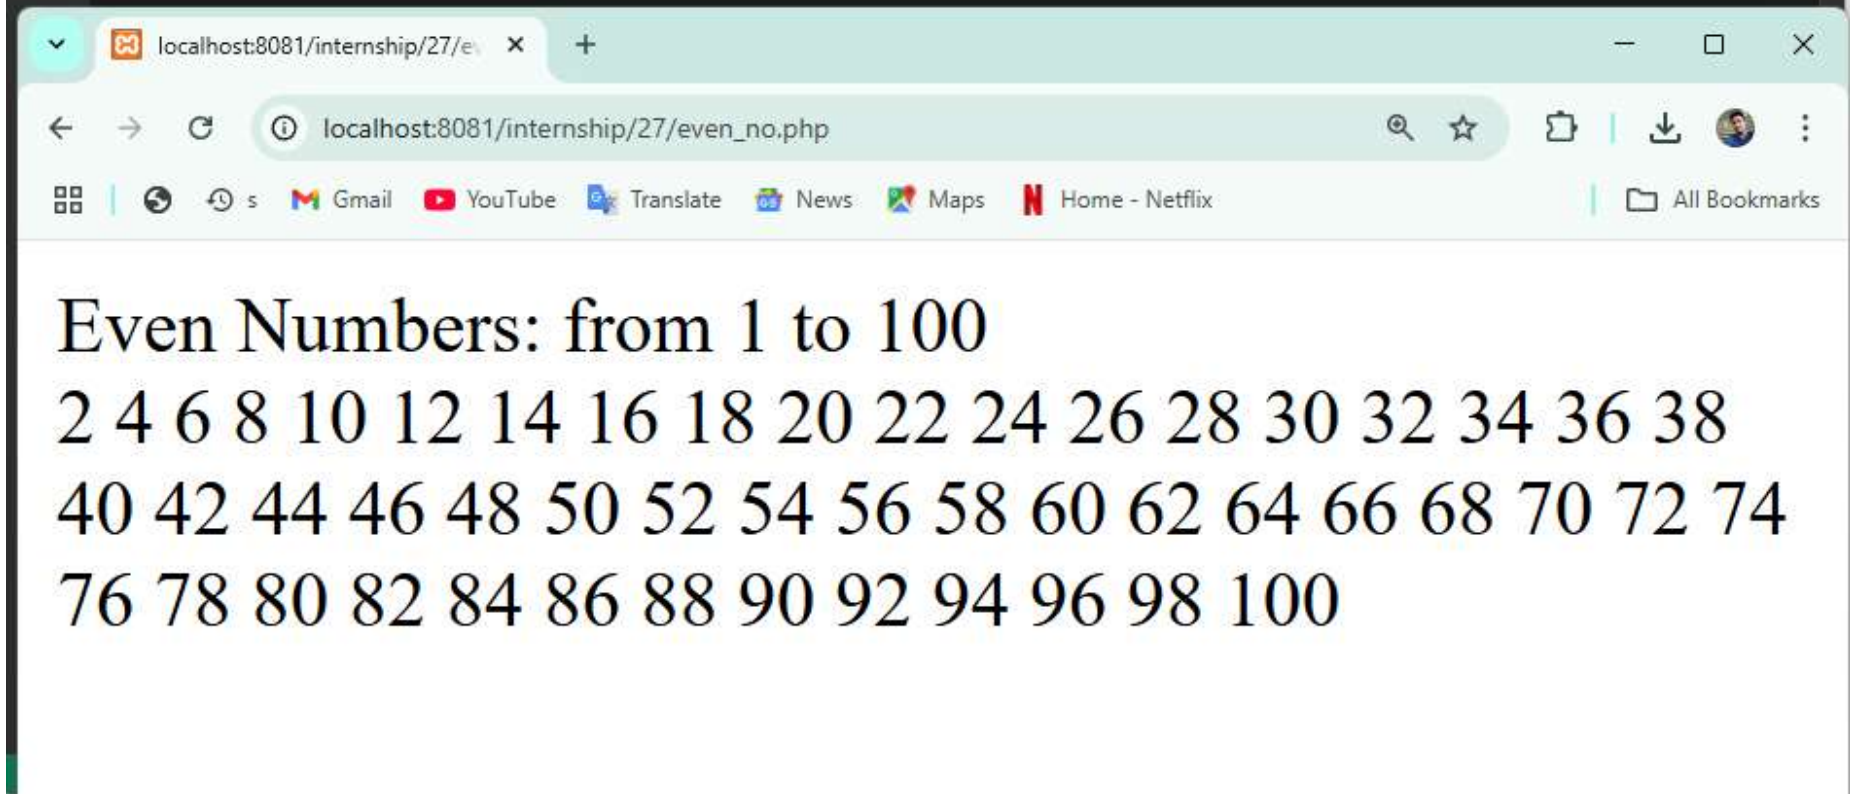 localhost:8081/internship/27/e
localhost:8081/internship/27/even_no.php
s Gmail YouTube Translate News Maps Home - Netflix All Bookmarks
Even Numbers: from 1 to 100
2 4 6 8 10 12 14 16 18 20 22 24 26 28 30 32 34 36 38
40 42 44 46 48 50 52 54 56 58 60 62 64 66 68 70 72 74
76 78 80 82 84 86 88 90 92 94 96 98 100